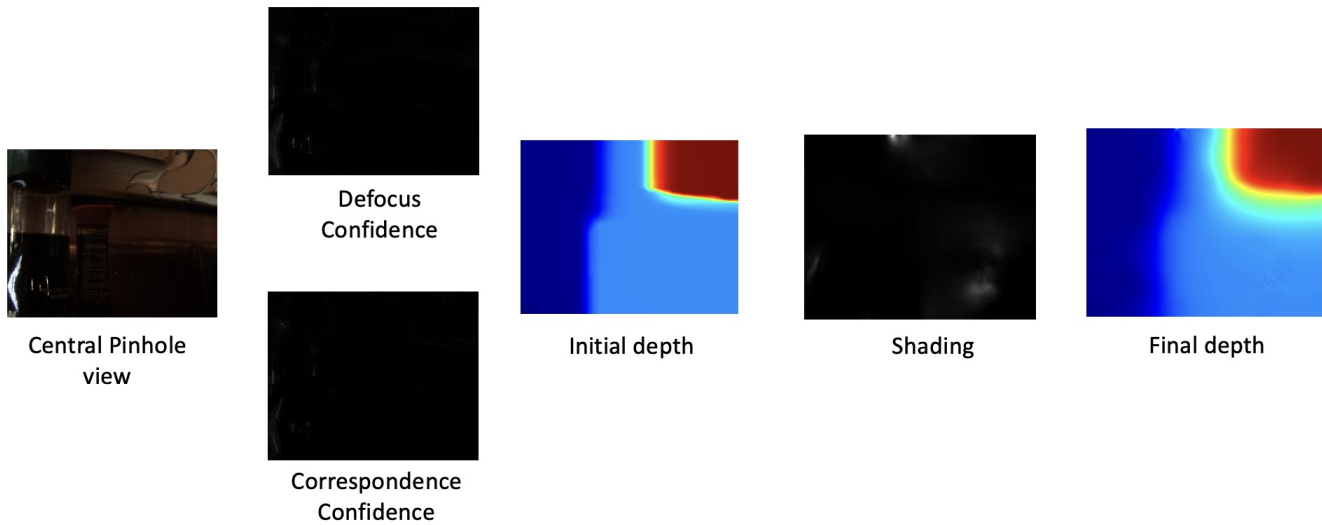 Defocus
Confidence
Central Pinhole
view
Initial depth
Shading
Final depth
Correspondence
Confidence